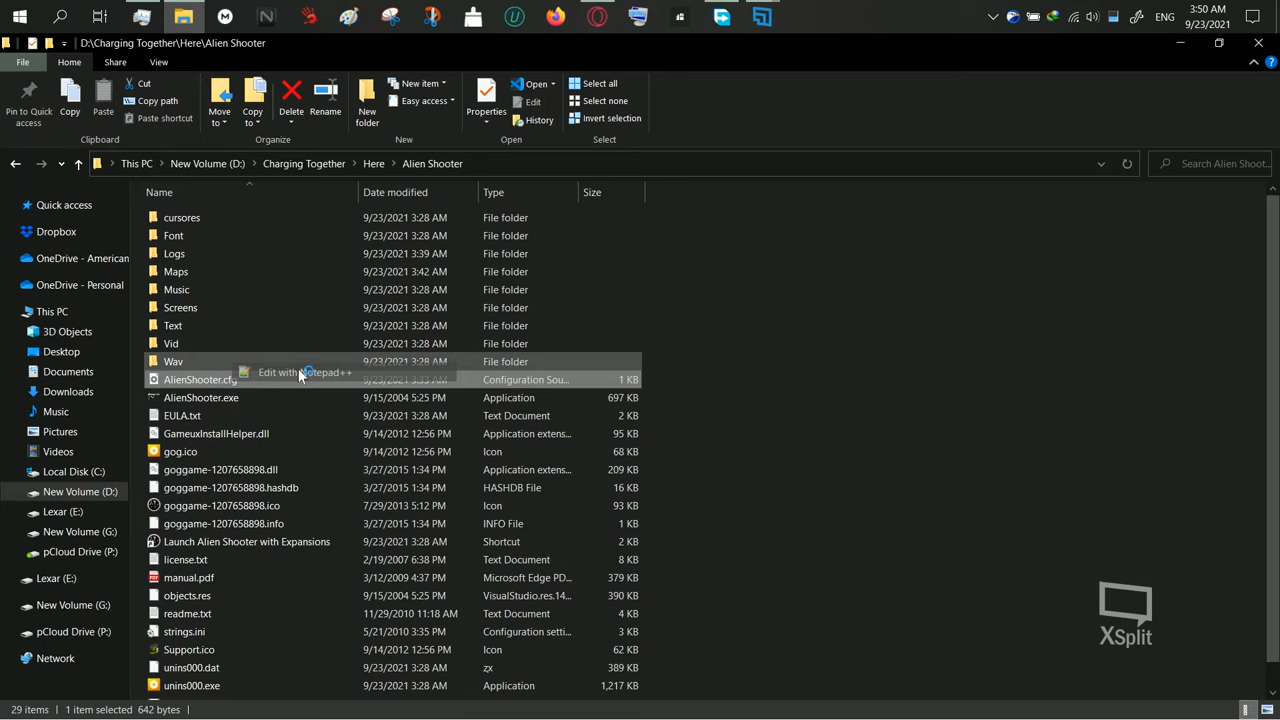 3:50 AM
ENG
9/23/2021
D:\Charging Together\Here\Alien Shooter
File
Home
Share
View
Pin to Quick access
Copy
Paste
Cut
Copy path
Paste shortcut
Clipboard
Move to
Copy to
Delete
Rename
Organize
New folder
New item
Easy access
New
Properties
Open
Edit
History
Open
Select all
Select none
Invert selection
Select
This PC > New Volume (D:) > Charging Together > Here > Alien Shooter
Search Alien Shoot...
Name Date modified Type Size
Quick access
Dropbox
OneDrive - American
OneDrive - Personal
This PC
3D Objects
Desktop
Documents
Downloads
Music
Pictures
Videos
Local Disk (C:)
New Volume (D:)
Lexar (E:)
New Volume (G:)
pCloud Drive (P:)
Lexar (E:)
New Volume (G:)
pCloud Drive (P:)
Network
cursores 9/23/2021 3:28 AM File folder
Font 9/23/2021 3:28 AM File folder
Logs 9/23/2021 3:39 AM File folder
Maps 9/23/2021 3:42 AM File folder
Music 9/23/2021 3:28 AM File folder
Screens 9/23/2021 3:28 AM File folder
Text 9/23/2021 3:28 AM File folder
Vid 9/23/2021 3:28 AM File folder
Wav 9/23/2021 3:28 AM File folder
Edit with Notepad++
AlienShooter.cfg 9/23/2021 3:33 AM Configuration Sou... 1 KB
AlienShooter.exe 9/15/2004 5:25 PM Application 697 KB
EULA.txt 9/23/2021 3:28 AM Text Document 2 KB
GameuxInstallHelper.dll 9/14/2012 12:56 PM Application extens... 95 KB
gog.ico 9/14/2012 12:56 PM Icon 68 KB
goggame-1207658898.dll 3/27/2015 1:34 PM Application extens... 209 KB
goggame-1207658898.hashdb 3/27/2015 1:34 PM HASHDB File 16 KB
goggame-1207658898.ico 7/29/2013 5:12 PM Icon 93 KB
goggame-1207658898.info 3/27/2015 1:34 PM INFO File 1 KB
Launch Alien Shooter with Expansions 9/23/2021 3:28 AM Shortcut 2 KB
license.txt 2/19/2007 6:38 PM Text Document 8 KB
manual.pdf 3/12/2009 4:37 PM Microsoft Edge PD... 379 KB
objects.res 9/15/2004 5:25 PM VisualStudio.res.14... 390 KB
readme.txt 11/29/2010 11:18 AM Text Document 4 KB
strings.ini 5/21/2010 3:35 PM Configuration setti... 3 KB
Support.ico 9/14/2012 12:56 PM Icon 62 KB
unins000.dat 9/23/2021 3:28 AM zx 389 KB
unins000.exe 9/23/2021 3:28 AM Application 1,217 KB
XSplit
29 items
1 item selected 642 bytes